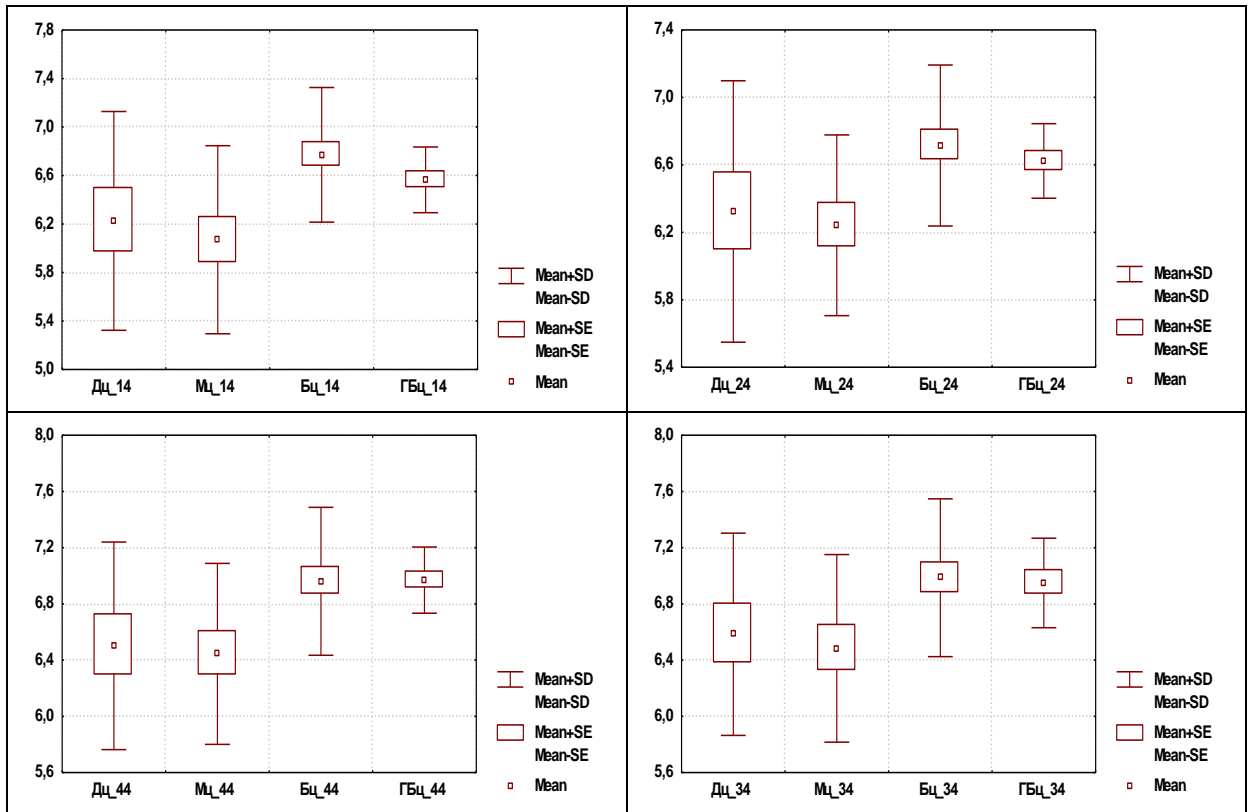 7,8
7,4
7,0
6,6
6,2
5,8
5,4
5,0
Дц_14 Мц_14 Бц_14 ГБц_14
Mean+SD
Mean-SD
Mean+SE
Mean-SE
Mean
7,4
7,0
6,6
6,2
5,8
5,4
Дц_24 Мц_24 Бц_24 ГБц_24
Mean+SD
Mean-SD
Mean+SE
Mean-SE
Mean
8,0
7,6
7,2
6,8
6,4
6,0
5,6
Дц_44 Мц_44 Бц_44 ГБц_44
Mean+SD
Mean-SD
Mean+SE
Mean-SE
Mean
8,0
7,6
7,2
6,8
6,4
6,0
5,6
Дц_34 Мц_34 Бц_34 ГБц_34
Mean+SD
Mean-SD
Mean+SE
Mean-SE
Mean